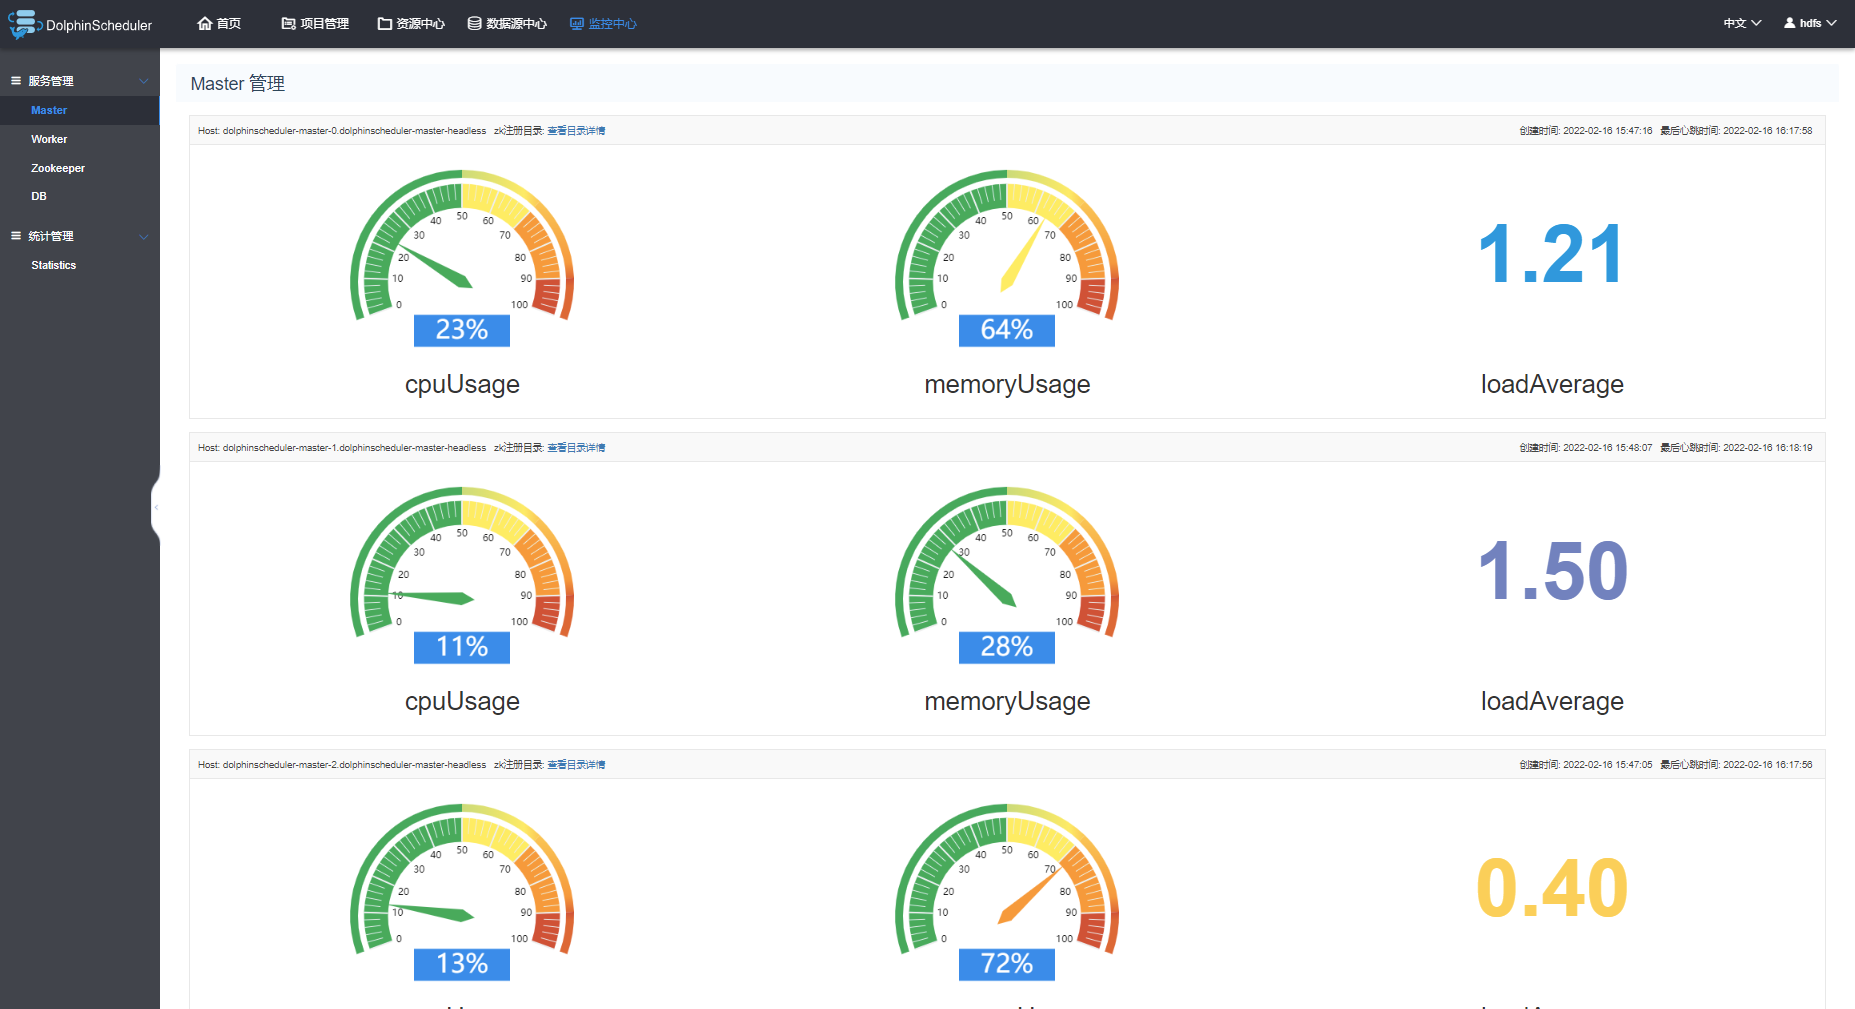 DolphinScheduler 首页 项目管理 资源中心 数据源中心 监控中心 中文 hdfs
服务管理
Master
Worker
Zookeeper
DB
统计管理
Statistics
Master 管理
Host: dolphinscheduler-master-0.dolphinscheduler-master-headless zk注册目录: 查看目录详情 创建时间: 2022-02-16 15:47:16 最后心跳时间: 2022-02-16 16:17:58
0 10 20 30 40 50 60 70 80 90 100
23%
cpuUsage
0 10 20 30 40 50 60 70 80 90 100
64%
memoryUsage
1.21
loadAverage
Host: dolphinscheduler-master-1.dolphinscheduler-master-headless zk注册目录: 查看目录详情 创建时间: 2022-02-16 15:48:07 最后心跳时间: 2022-02-16 16:18:19
0 10 20 30 40 50 60 70 80 90 100
11%
cpuUsage
0 10 20 30 40 50 60 70 80 90 100
28%
memoryUsage
1.50
loadAverage
Host: dolphinscheduler-master-2.dolphinscheduler-master-headless zk注册目录: 查看目录详情 创建时间: 2022-02-16 15:47:05 最后心跳时间: 2022-02-16 16:17:56
0 10 20 30 40 50 60 70 80 90 100
13%
0 10 20 30 40 50 60 70 80 90 100
72%
0.40